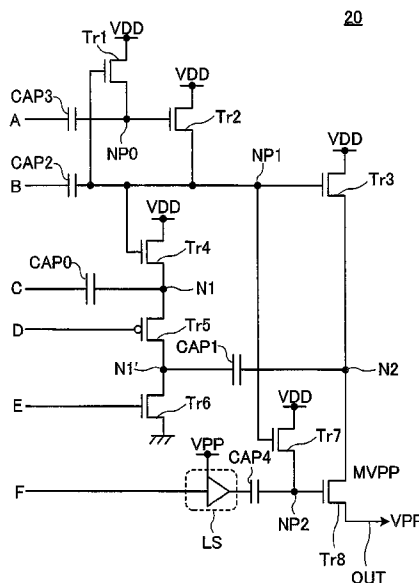 20
Tr1
VDD
VDD
CAP3
A
Tr2
NP0
CAP2
NP1
VDD
B
Tr3
VDD
CAP0
Tr4
C
N1
D
Tr5
CAP1
N1'
N2
VDD
E
Tr6
Tr7
VPP
CAP4
MVPP
F
VPP
LS
NP2
Tr8
OUT